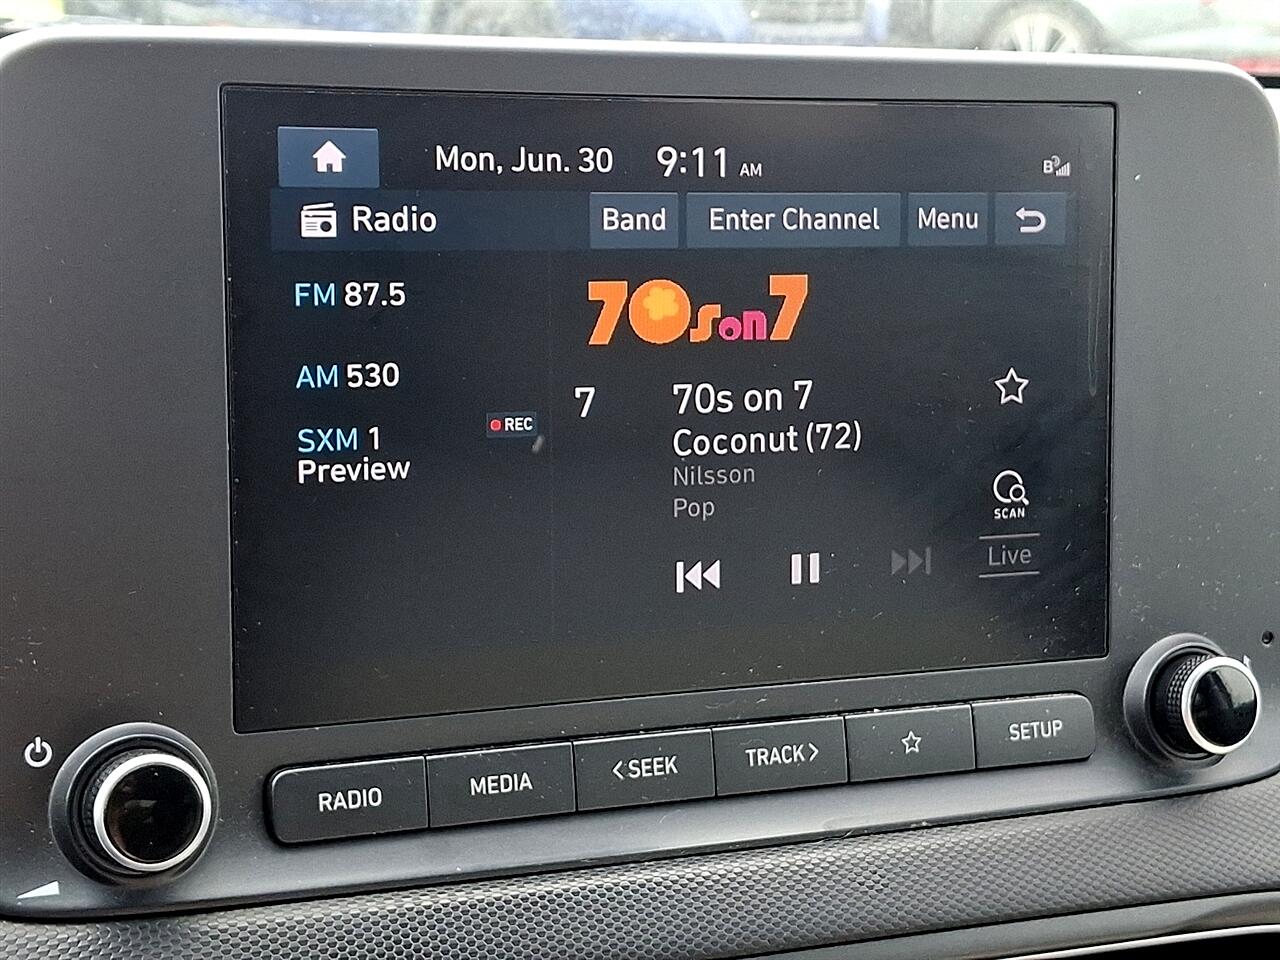 Mon, Jun. 30 9:11 AM B
Radio Band Enter Channel Menu
FM 87.5
70s on 7
AM 530
7 70s on 7
REC
SXM 1
Coconut (72)
Preview
Nilsson
Pop
SCAN
Live
RADIO MEDIA <SEEK TRACK> SETUP